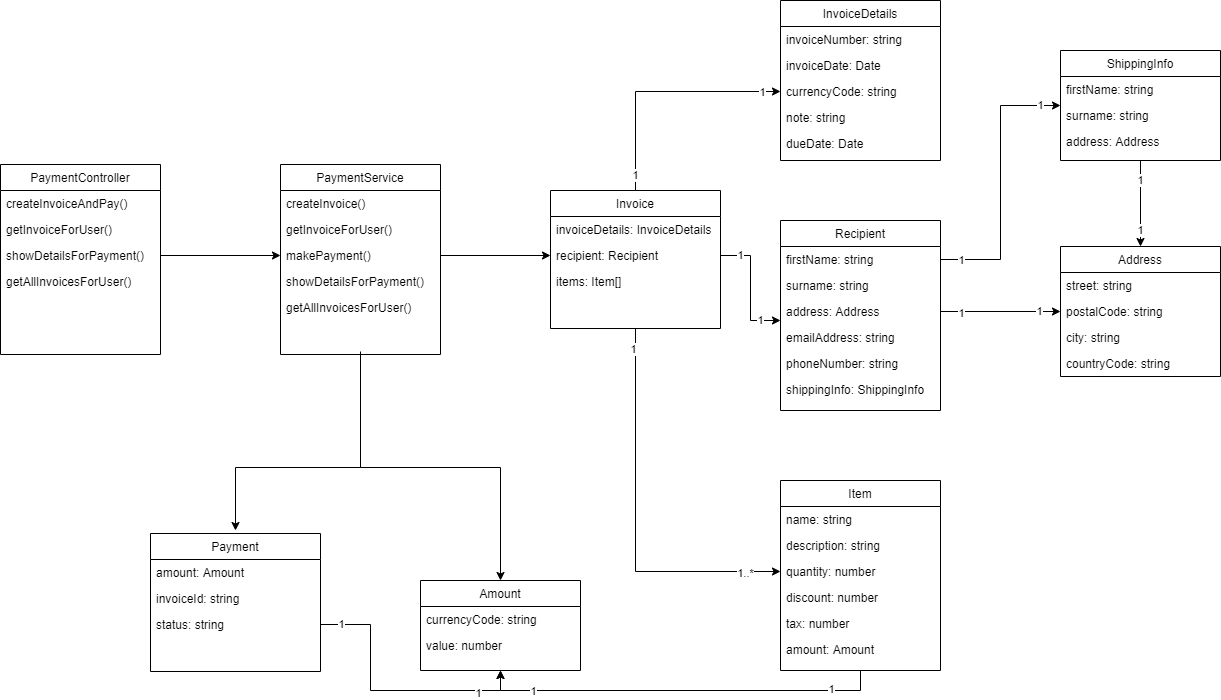 InvoiceDetails
invoiceNumber: string
invoiceDate: Date
currencyCode: string
note: string
dueDate: Date
ShippingInfo
firstName: string
surname: string
address: Address
PaymentController
createInvoiceAndPay()
getInvoiceForUser()
showDetailsForPayment()
getAllInvoicesForUser()
PaymentService
createInvoice()
getInvoiceForUser()
makePayment()
showDetailsForPayment()
getAllInvoicesForUser()
Invoice
invoiceDetails: InvoiceDetails
recipient: Recipient
items: Item[]
Recipient
firstName: string
surname: string
address: Address
emailAddress: string
phoneNumber: string
shippingInfo: ShippingInfo
Address
street: string
postalCode: string
city: string
countryCode: string
1
1
1
1
1
1
1
1
1
1
1
1..*
Payment
amount: Amount
invoiceId: string
status: string
Amount
currencyCode: string
value: number
Item
name: string
description: string
quantity: number
discount: number
tax: number
amount: Amount
1
1
1
1